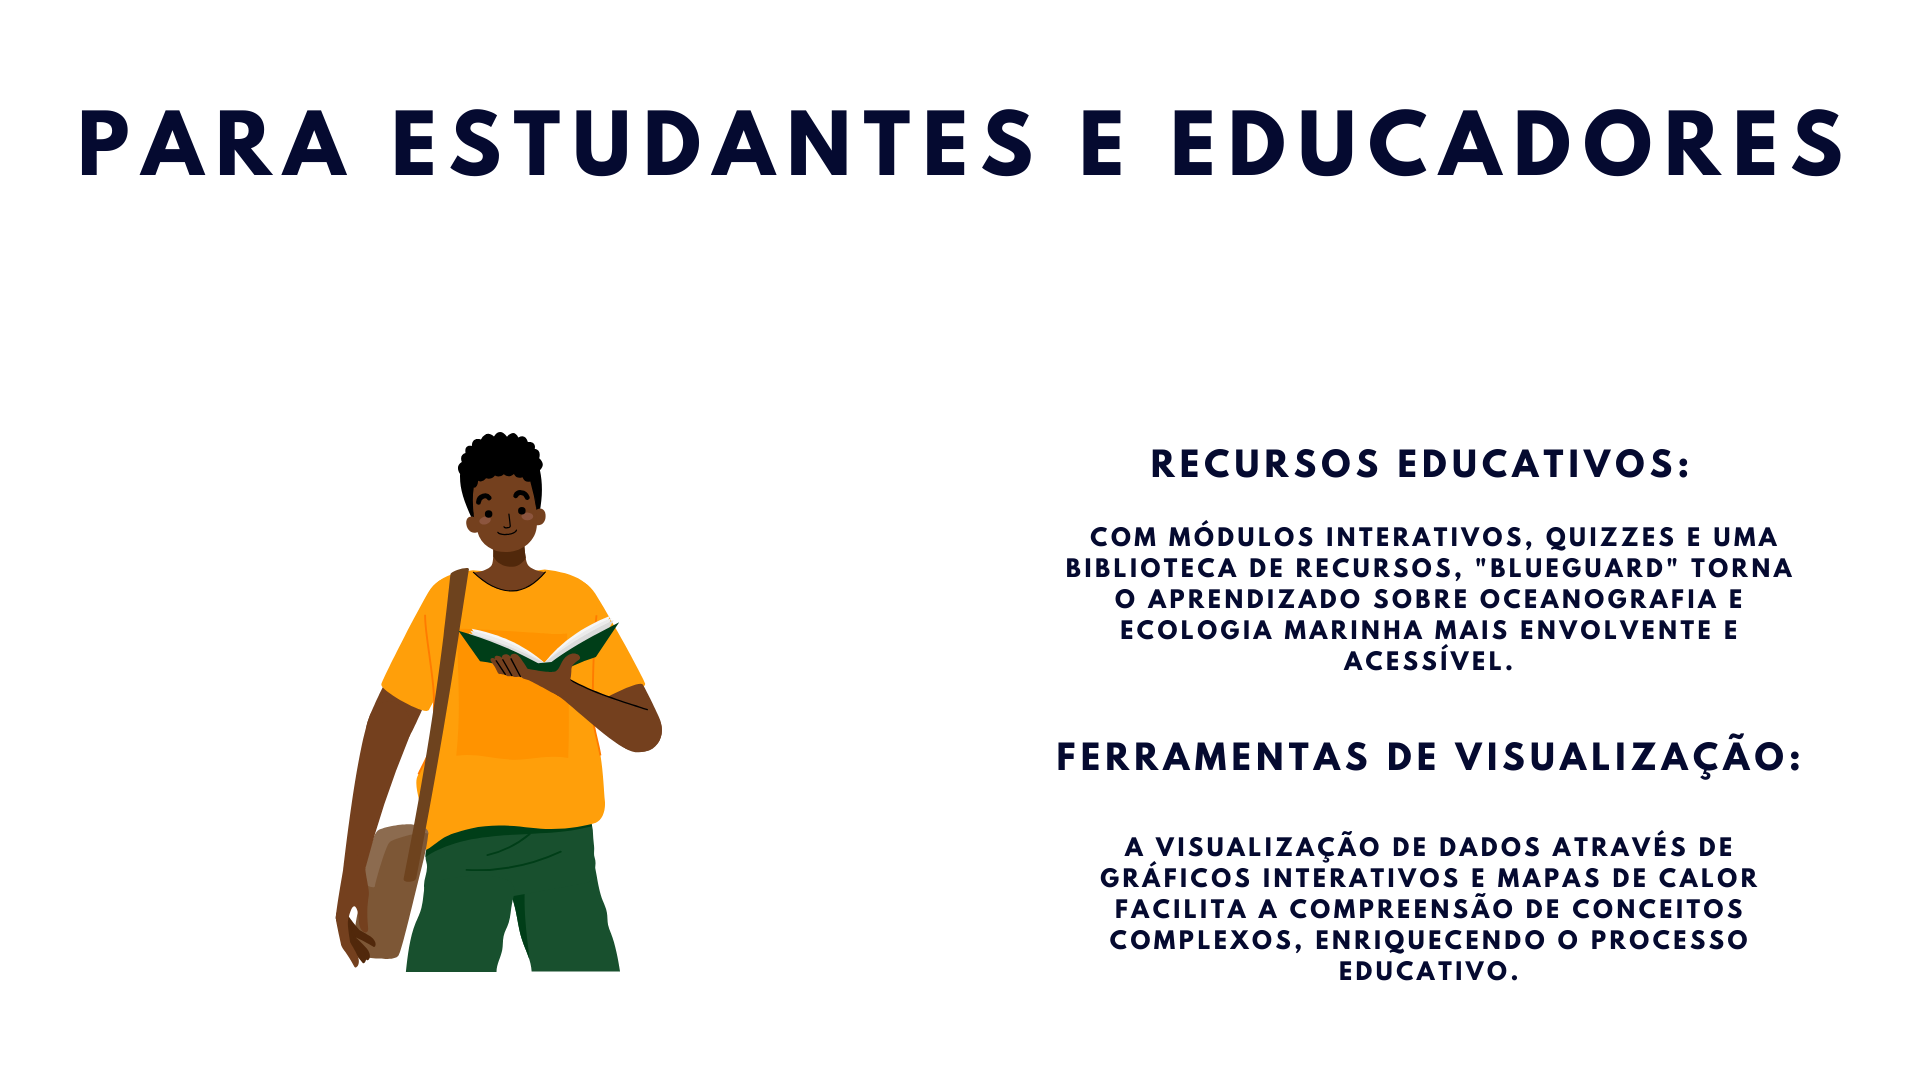 PARA ESTUDANTES E EDUCADORES
RECURSOS EDUCATIVOS:
COM MÓDULOS INTERATIVOS, QUIZZES E UMA
BIBLIOTECA DE RECURSOS, "BLUEGUARD" TORNA
O APRENDIZADO SOBRE OCEANOGRAFIA E
ECOLOGIA MARINHA MAIS ENVOLVENTE E
ACESSÍVEL.
FERRAMENTAS DE VISUALIZAÇÃO:
A VISUALIZAÇÃO DE DADOS ATRAVÉS DE
GRÁFICOS INTERATIVOS E MAPAS DE CALOR
FACILITA A COMPREENSÃO DE CONCEITOS
COMPLEXOS, ENRIQUECENDO O PROCESSO
EDUCATIVO.